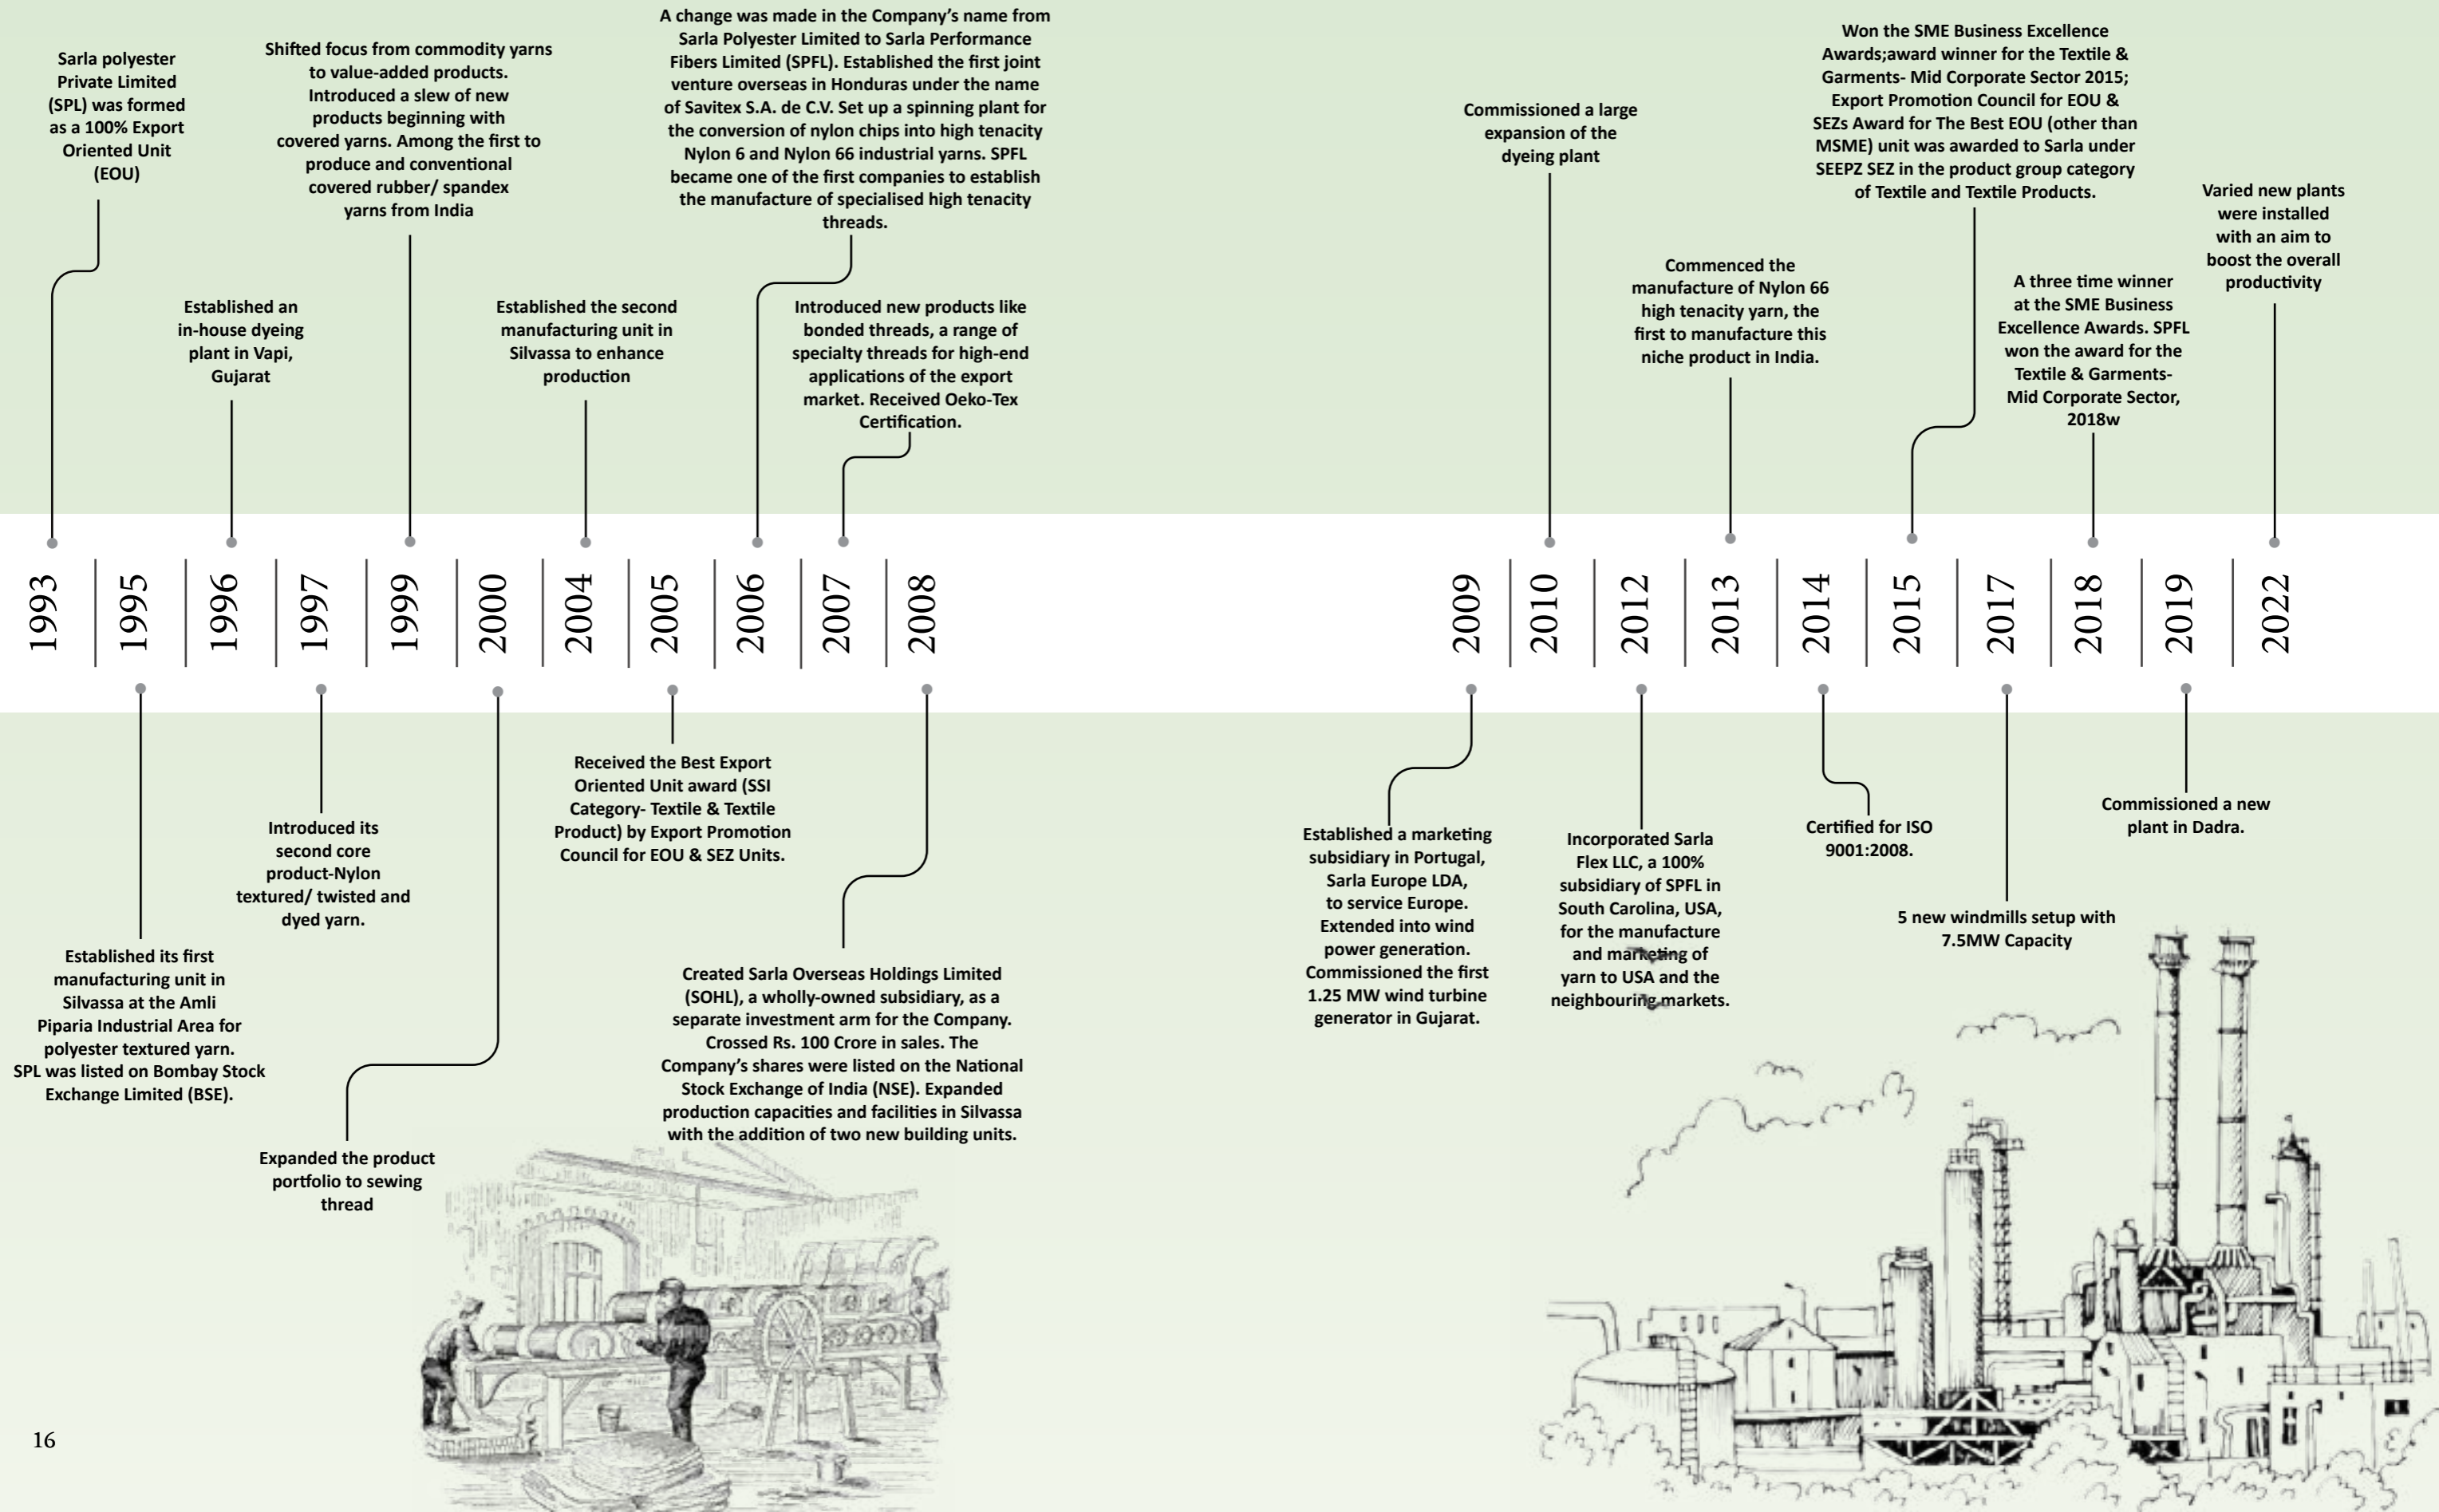 Sarla polyester
Private Limited
(SPL) was formed
as a 100% Export
Oriented Unit
(EOU)
Shifted focus from commodity yarns
to value-added products.
Introduced a slew of new
products beginning with
covered yarns. Among the first to
produce and conventional
covered rubber/ spandex
yarns from India
A change was made in the Company's name from
Sarla Polyester Limited to Sarla Performance
Fibers Limited (SPFL). Established the first joint
venture overseas in Honduras under the name
of Savitex S.A. de C.V. Set up a spinning plant for
the conversion of nylon chips into high tenacity
Nylon 6 and Nylon 66 industrial yarns. SPFL
became one of the first companies to establish
the manufacture of specialised high tenacity
threads.
Established an
in-house dyeing
plant in Vapi,
Gujarat
Established the second
manufacturing unit in
Silvassa to enhance
production
Introduced new products like
bonded threads, a range of
specialty threads for high-end
applications of the export
market. Received Oeko-Tex
Certification.
Commissioned a large
expansion of the
dyeing plant
Commenced the
manufacture of Nylon 66
high tenacity yarn, the
first to manufacture this
niche product in India.
Won the SME Business Excellence
Awards;award winner for the Textile &
Garments- Mid Corporate Sector 2015;
Export Promotion Council for EOU &
SEZs Award for The Best EOU (other than
MSME) unit was awarded to Sarla under
SEEPZ SEZ in the product group category
of Textile and Textile Products.
A three time winner
at the SME Business
Excellence Awards. SPFL
won the award for the
Textile & Garments-
Mid Corporate Sector,
2018w
Varied new plants
were installed
with an aim to
boost the overall
productivity
1993
1995
1996
1997
1999
2000
2004
2005
2006
2007
2008
2009
2010
2012
2013
2014
2015
2017
2018
2019
2022
Established its first
manufacturing unit in
Silvassa at the Amli
Piparia Industrial Area for
polyester textured yarn.
SPL was listed on Bombay Stock
Exchange Limited (BSE).
Introduced its
second core
product-Nylon
textured/ twisted and
dyed yarn.
Expanded the product
portfolio to sewing
thread
Received the Best Export
Oriented Unit award (SSI
Category- Textile & Textile
Product) by Export Promotion
Council for EOU & SEZ Units.
Created Sarla Overseas Holdings Limited
(SOHL), a wholly-owned subsidiary, as a
separate investment arm for the Company.
Crossed Rs. 100 Crore in sales. The
Company's shares were listed on the National
Stock Exchange of India (NSE). Expanded
production capacities and facilities in Silvassa
with the addition of two new building units.
Established a marketing
subsidiary in Portugal,
Sarla Europe LDA,
to service Europe.
Extended into wind
power generation.
Commissioned the first
1.25 MW wind turbine
generator in Gujarat.
Incorporated Sarla
Flex LLC, a 100%
subsidiary of SPFL in
South Carolina, USA,
for the manufacture
and marketing of
yarn to USA and the
neighbouring markets.
Certified for ISO
9001:2008.
5 new windmills setup with
7.5MW Capacity
Commissioned a new
plant in Dadra.
16